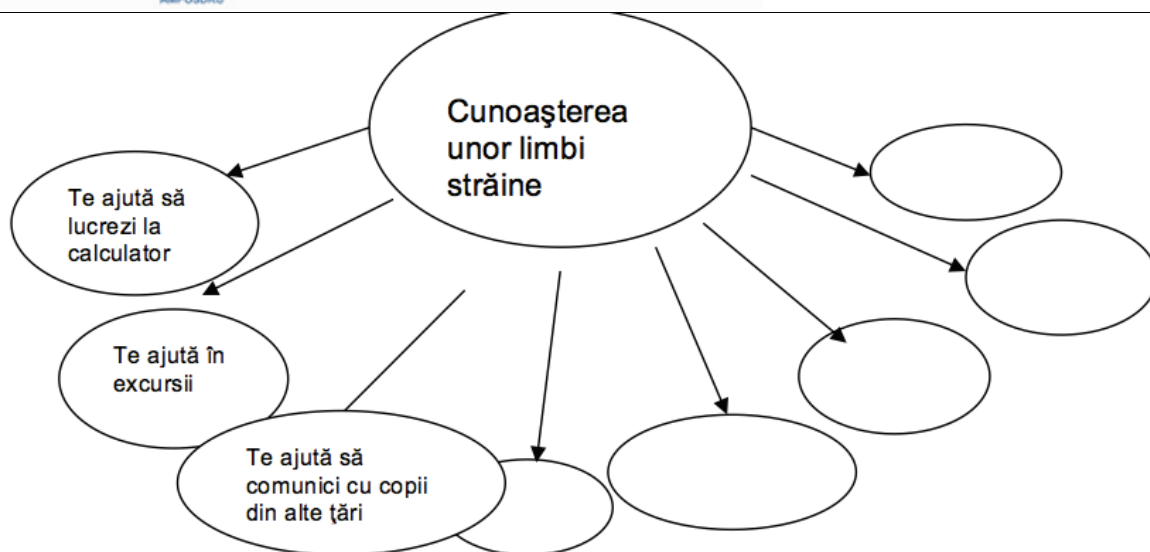 Cunoaşterea
unor limbi
străine
Te ajută să
lucrezi la
calculator
Te ajută în
excursii
Te ajută să
comunici cu copii
din alte ţări